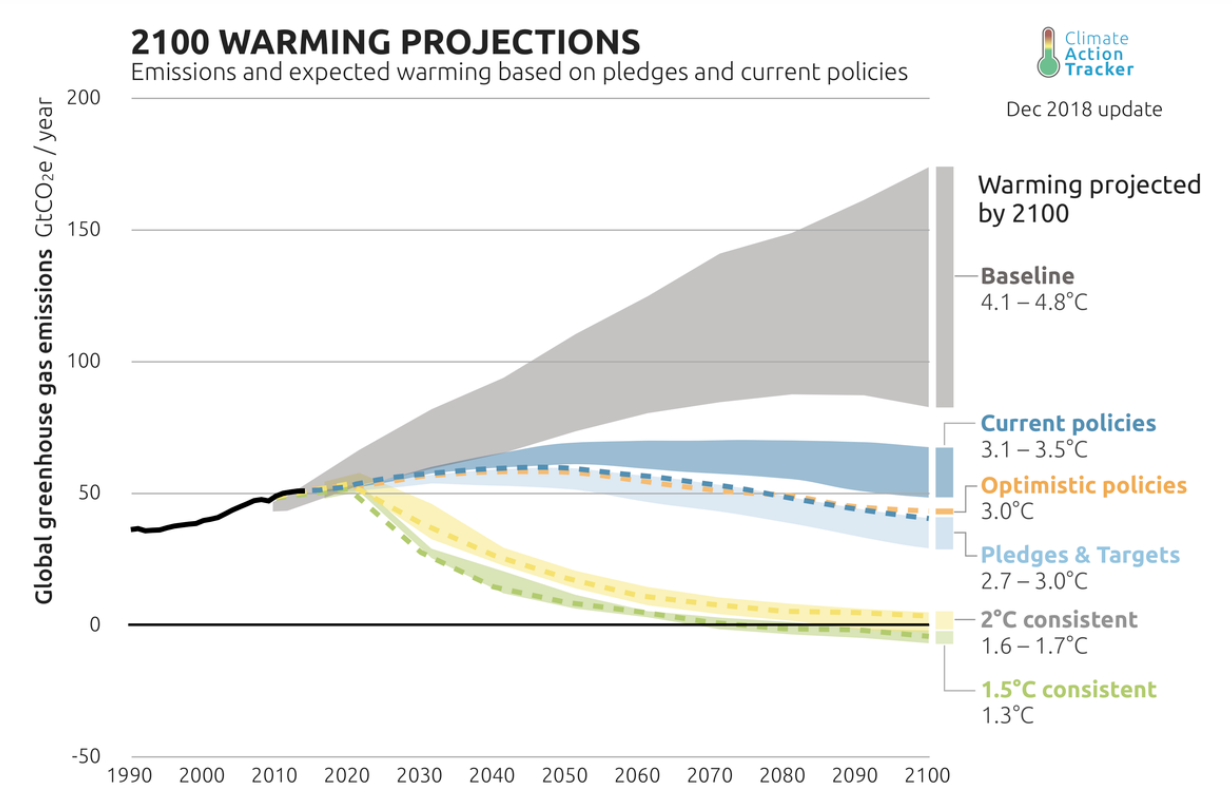 2100 WARMING PROJECTIONS
Emissions and expected warming based on pledges and current policies
Climate
Action
Tracker
Dec 2018 update
Global greenhouse gas emissions GtCO₂e / year
200
150
100
50
0
-50
1990 2000 2010 2020 2030 2040 2050 2060 2070 2080 2090 2100
Warming projected
by 2100
Baseline
4.1 – 4.8°C
Current policies
3.1 – 3.5°C
Optimistic policies
3.0°C
Pledges & Targets
2.7 – 3.0°C
2°C consistent
1.6 – 1.7°C
1.5°C consistent
1.3°C